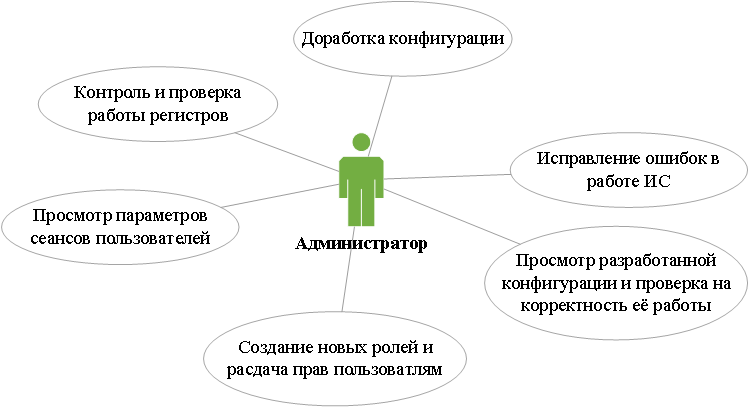 Доработка конфигурации
Контроль и проверка
работы регистров
Исправление ошибок в
работе ИС
Просмотр параметров
сеансов пользователей
Администратор
Просмотр разработанной
конфигурации и проверка на
корректность её работы
Создание новых ролей и
расдача прав пользоватлям